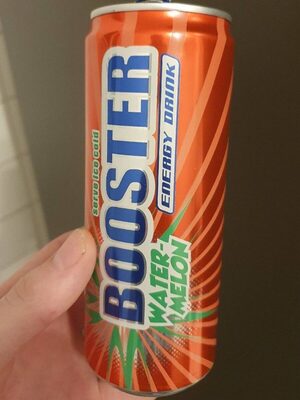 serve ice cold
BOOSTER
ENERGY DRINK
WATER-
MELON